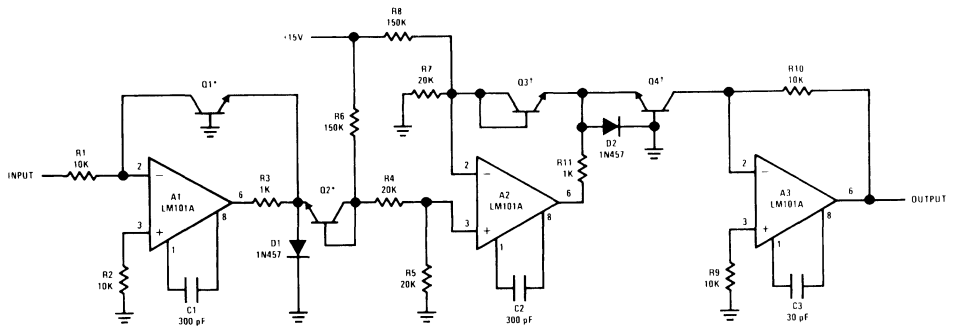 R8
150K
+15V
R7
20K
Q1*
Q3†
Q4†
R10
10K
R6
150K
D2
1N457
R11
1K
R1
10K
INPUT
2
−
A1
LM101A
6
8
3
+
1
R3
1K
Q2*
R4
20K
2
−
A2
LM101A
6
8
3
+
1
2
−
A3
LM101A
6
8
3
+
1
OUTPUT
D1
1N457
R2
10K
C1
300 pF
R5
20K
C2
300 pF
R9
10K
C3
30 pF